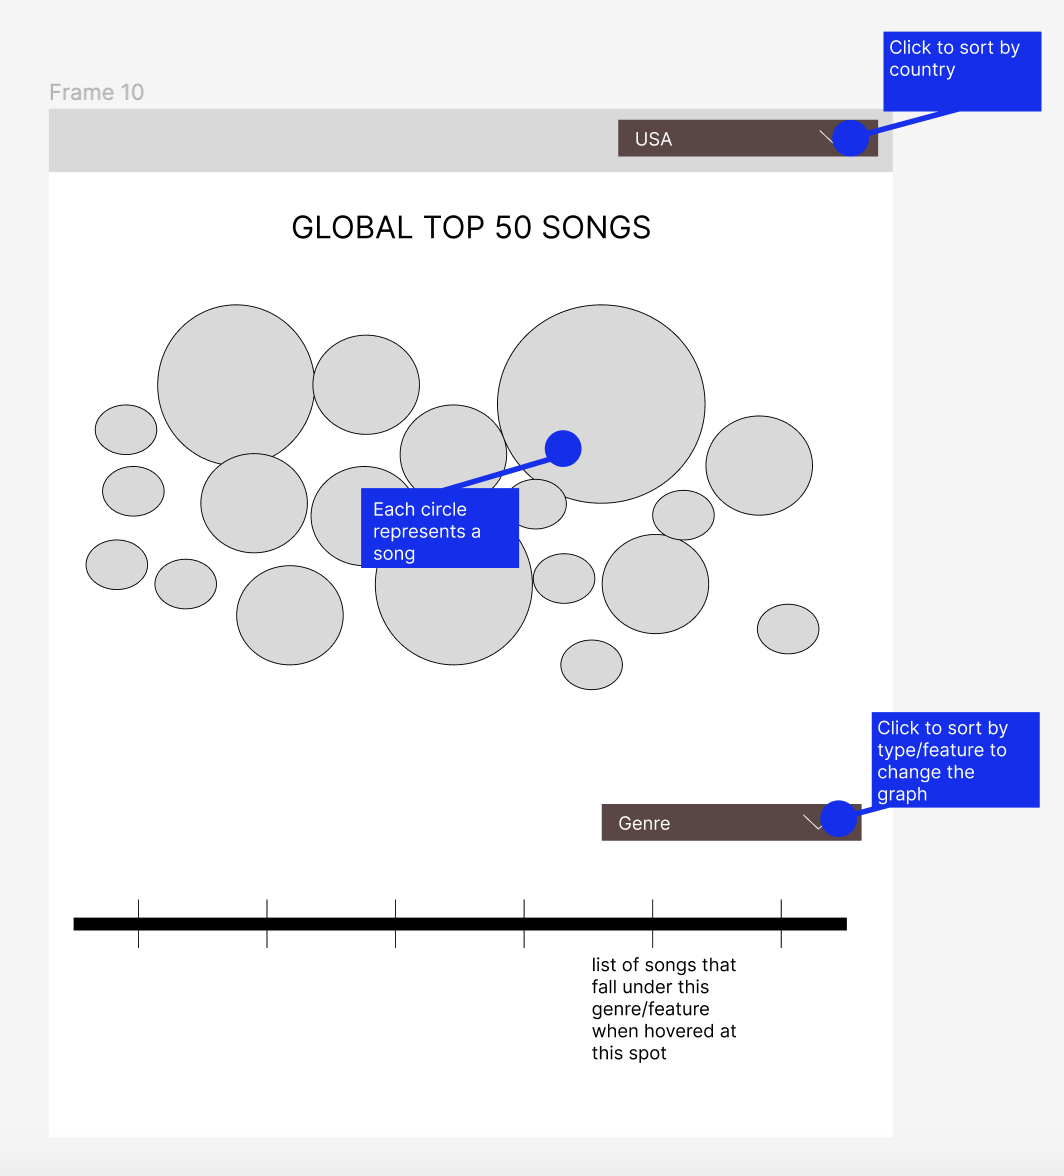 Click to sort by
country
Frame 10
USA
GLOBAL TOP 50 SONGS
Each circle
represents a
song
Click to sort by
type/feature to
change the
graph
Genre
list of songs that
fall under this
genre/feature
when hovered at
this spot